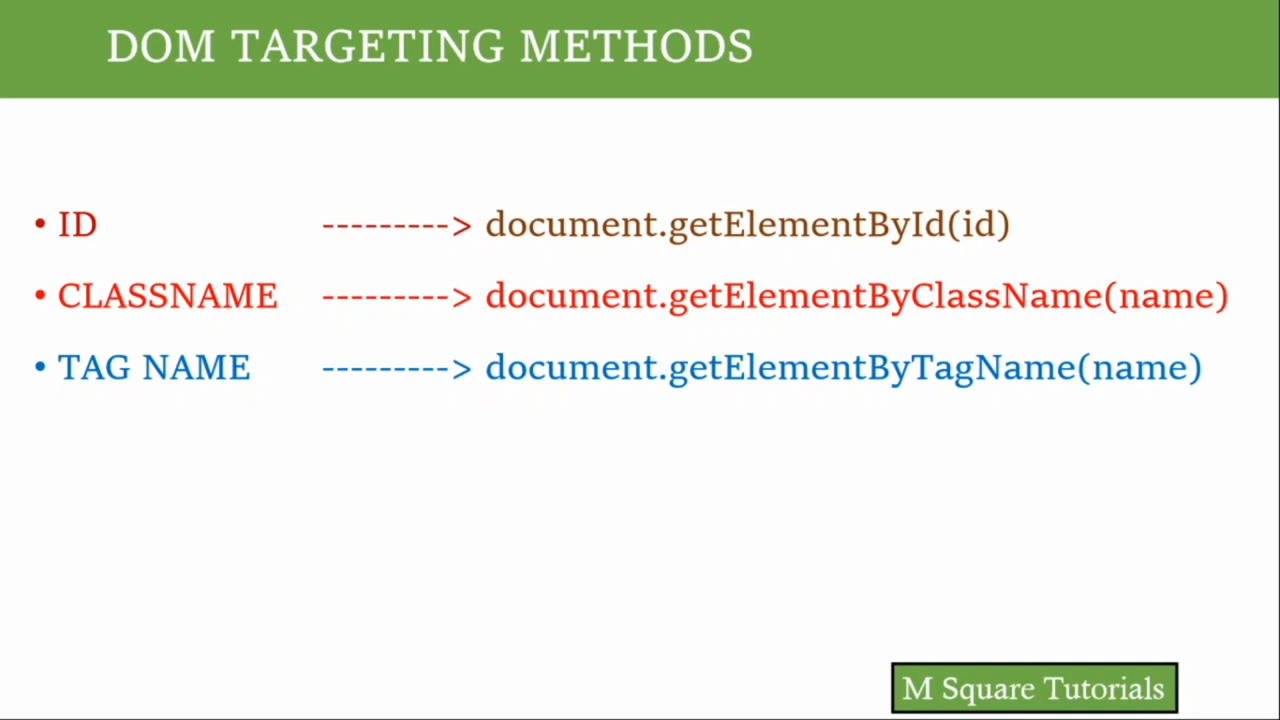 DOM TARGETING METHODS
• ID ---------> document.getElementById(id)
• CLASSNAME ---------> document.getElementByClassName(name)
• TAG NAME ---------> document.getElementByTagName(name)
M Square Tutorials